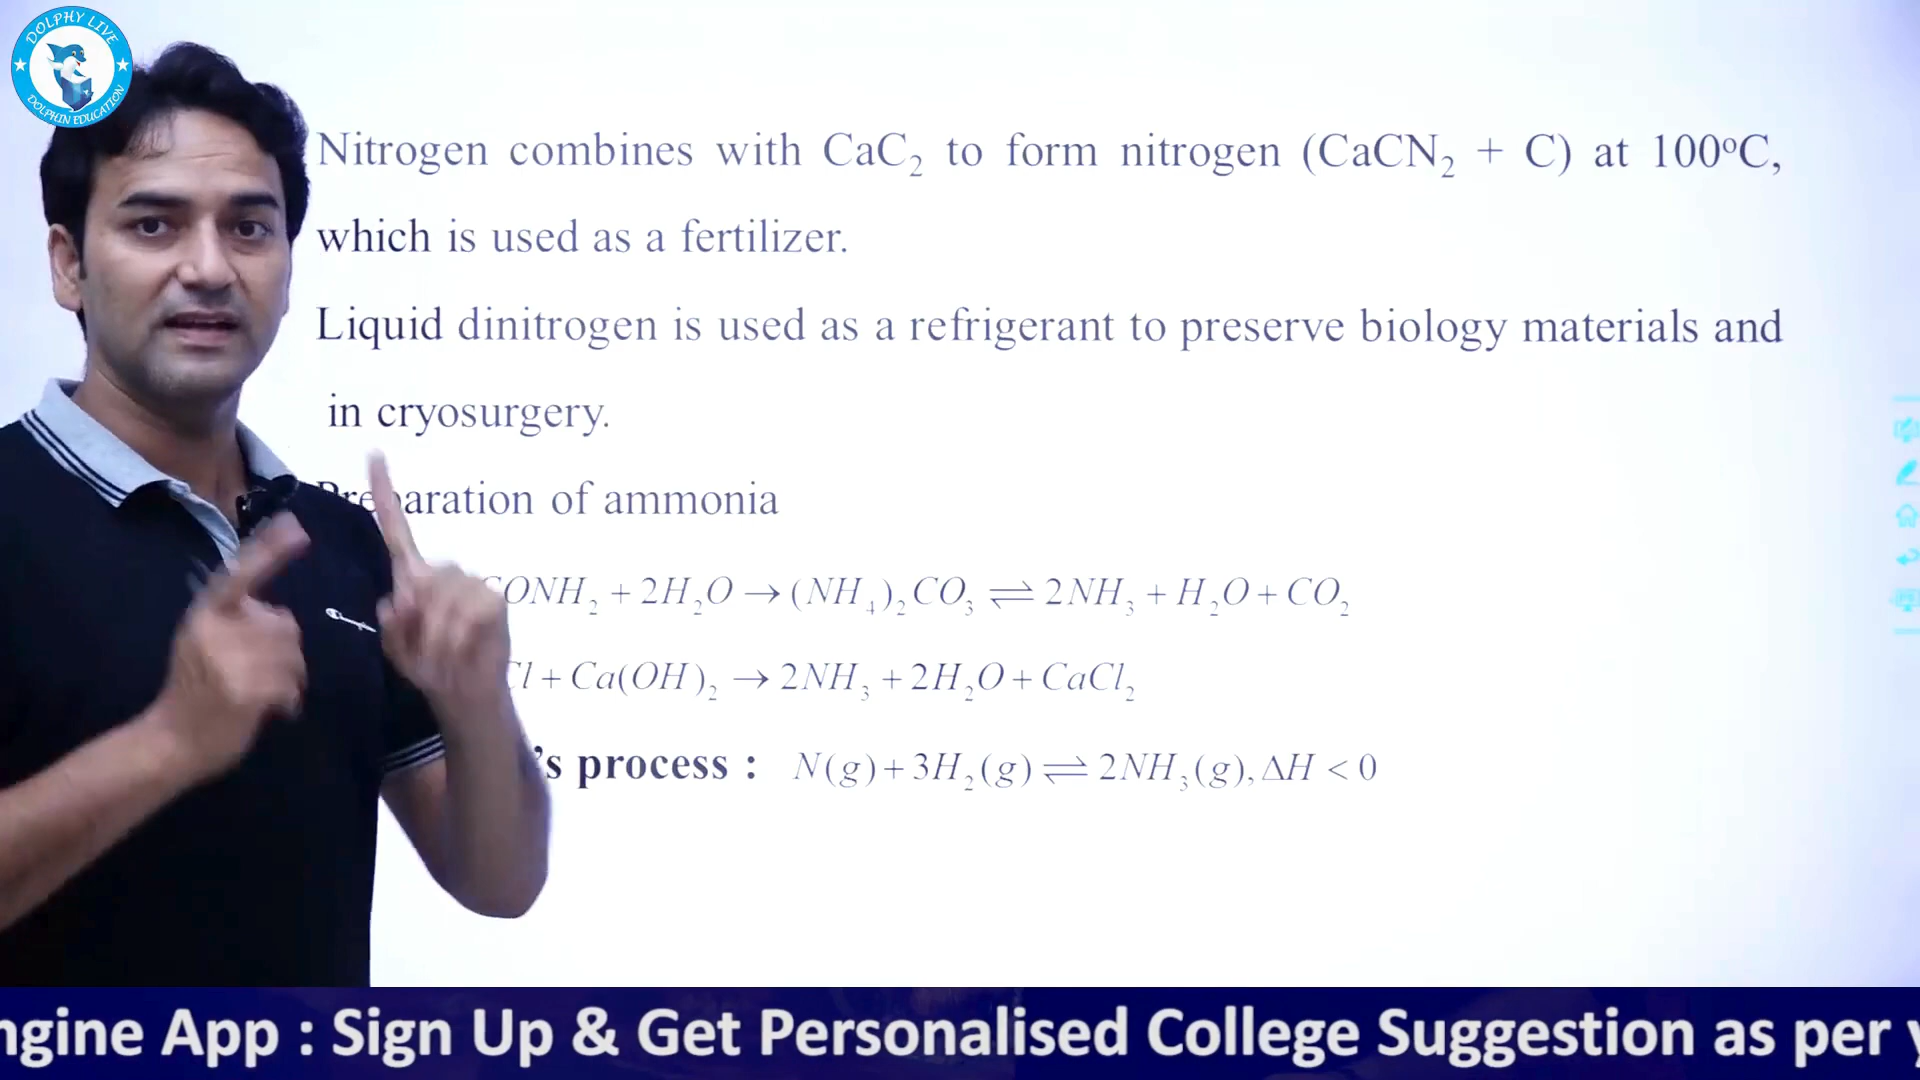 DOLPHY LIVE
DOLPHIN EDUCATION
Nitrogen combines with CaC₂ to form nitrogen (CaCN₂ + C) at 100°C,
which is used as a fertilizer.
Liquid dinitrogen is used as a refrigerant to preserve biology materials and
in cryosurgery.
Preparation of ammonia
CONH₂ + 2H₂O → (NH₄)₂CO₃ ⇌ 2NH₃ + H₂O + CO₂
Cl + Ca(OH)₂ → 2NH₃ + 2H₂O + CaCl₂
's process : N(g) + 3H₂(g) ⇌ 2NH₃(g), ΔH < 0
ngine App : Sign Up & Get Personalised College Suggestion as per y